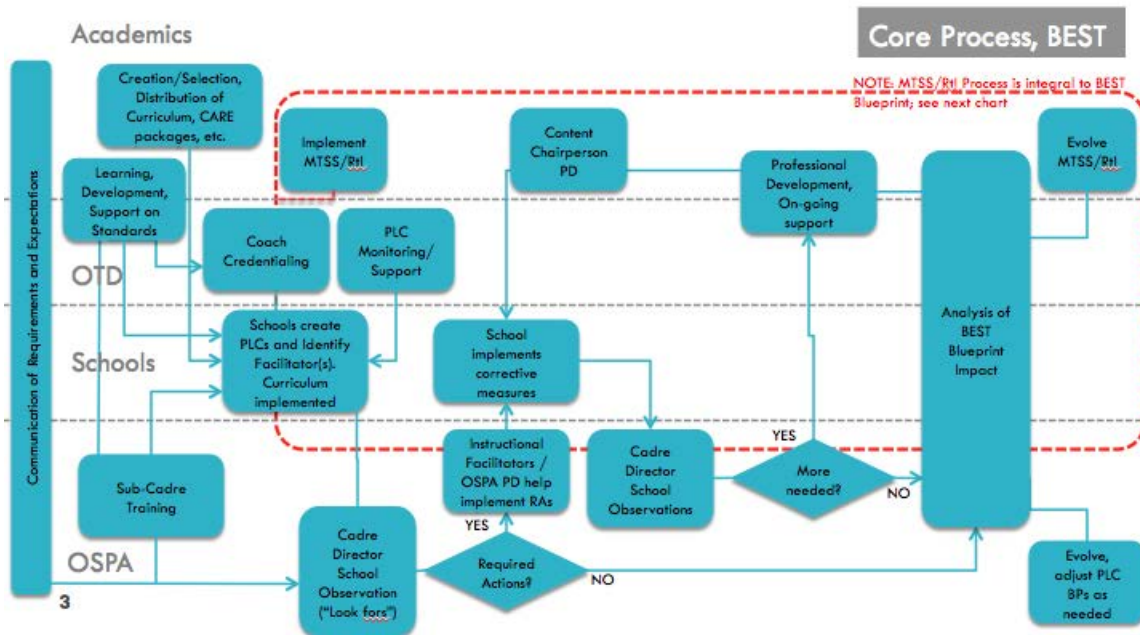 Academics
Core Process, BEST
NOTE: MTSS/RtI Process is integral to BEST
Blueprint; see next chart
Communication of Requirements and Expectations
Creation/Selection,
Distribution of
Curriculum, CARE
packages, etc.
Implement
MTSS/RtI
Content
Chairperson
PD
Professional
Development,
On-going
support
Evolve
MTSS/RtI
Learning,
Development,
Support on
Standards
Coach
Credentialing
PLC
Monitoring/
Support
OTD
Schools
Schools create
PLCs and Identify
Facilitator(s).
Curriculum
implemented
School
implements
corrective
measures
Analysis of
BEST
Blueprint
Impact
Sub-Cadre
Training
Instructional
Facilitators /
OSPA PD help
implement RAs
Cadre
Director
School
Observations
YES
More
needed?
NO
OSPA
Cadre
Director
School
Observation
("Look fors")
YES
Required
Actions?
NO
Evolve,
adjust PLC
BPs as
needed
3